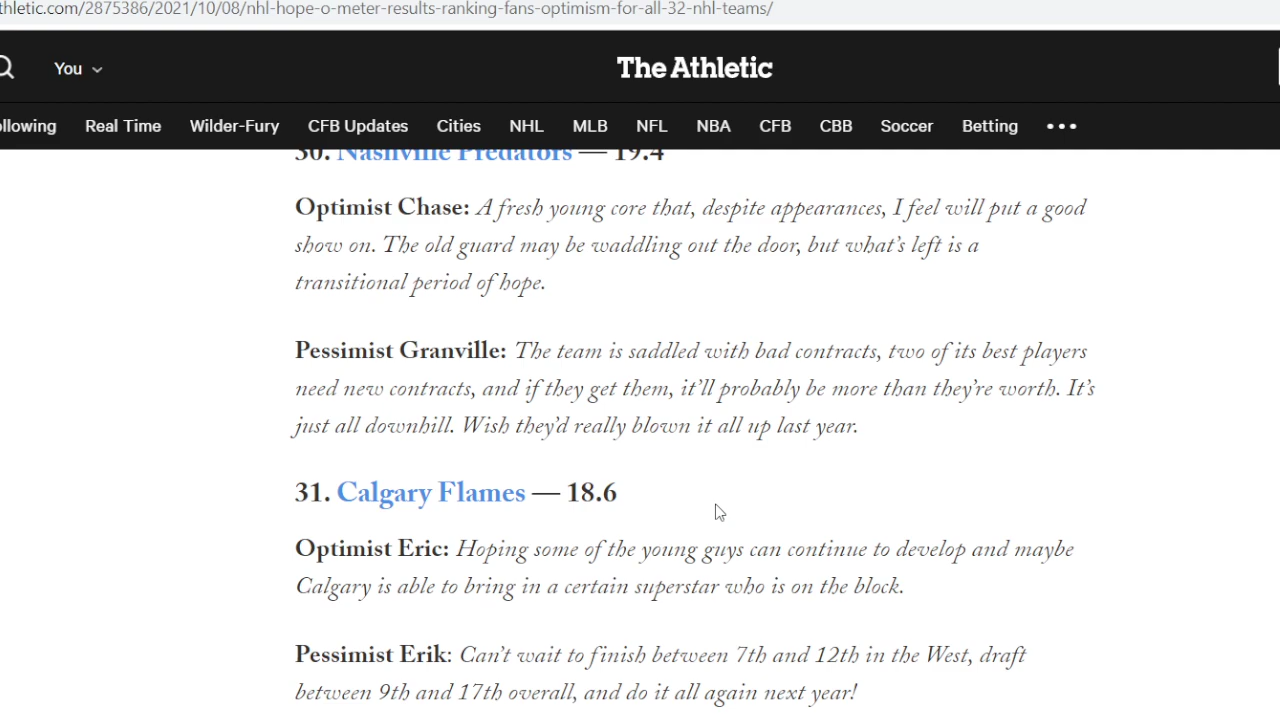 thletic.com/2875386/2021/10/08/nhl-hope-o-meter-results-ranking-fans-optimism-for-all-32-nhl-teams/
You
The Athletic
ollowing Real Time Wilder-Fury CFB Updates Cities NHL MLB NFL NBA CFB CBB Soccer Betting •••
30. Nashville Predators — 19.4
Optimist Chase: A fresh young core that, despite appearances, I feel will put a good
show on. The old guard may be waddling out the door, but what's left is a
transitional period of hope.
Pessimist Granville: The team is saddled with bad contracts, two of its best players
need new contracts, and if they get them, it'll probably be more than they're worth. It's
just all downhill. Wish they'd really blown it all up last year.
31. Calgary Flames — 18.6
Optimist Eric: Hoping some of the young guys can continue to develop and maybe
Calgary is able to bring in a certain superstar who is on the block.
Pessimist Erik: Can't wait to finish between 7th and 12th in the West, draft
between 9th and 17th overall, and do it all again next year!